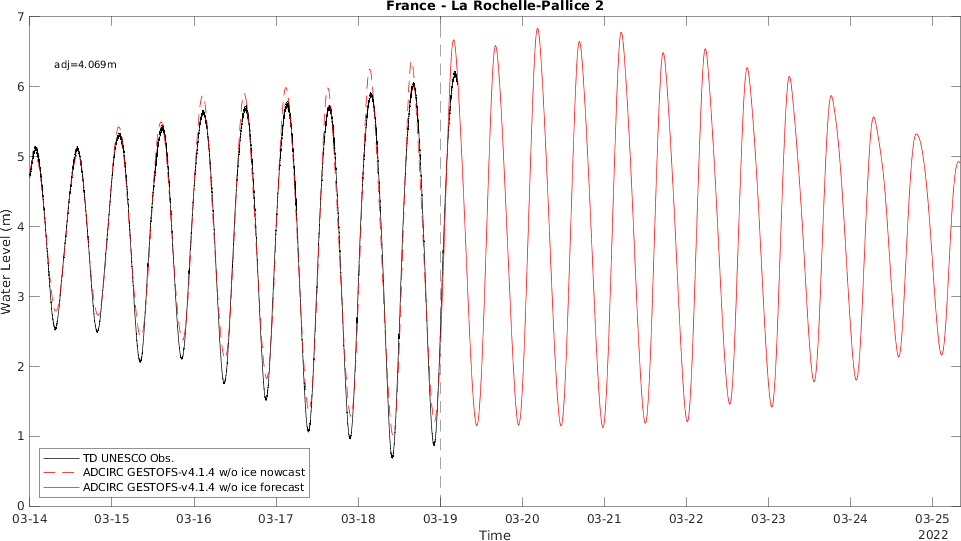 France - La Rochelle-Pallice 2
7
adj=4.069m
6
5
4
3
2
1
0
Water Level (m)
TD UNESCO Obs.
ADCIRC GESTOFS-v4.1.4 w/o ice nowcast
ADCIRC GESTOFS-v4.1.4 w/o ice forecast
03-14 03-15 03-16 03-17 03-18 03-19 03-20 03-21 03-22 03-23 03-24 03-25
Time
2022